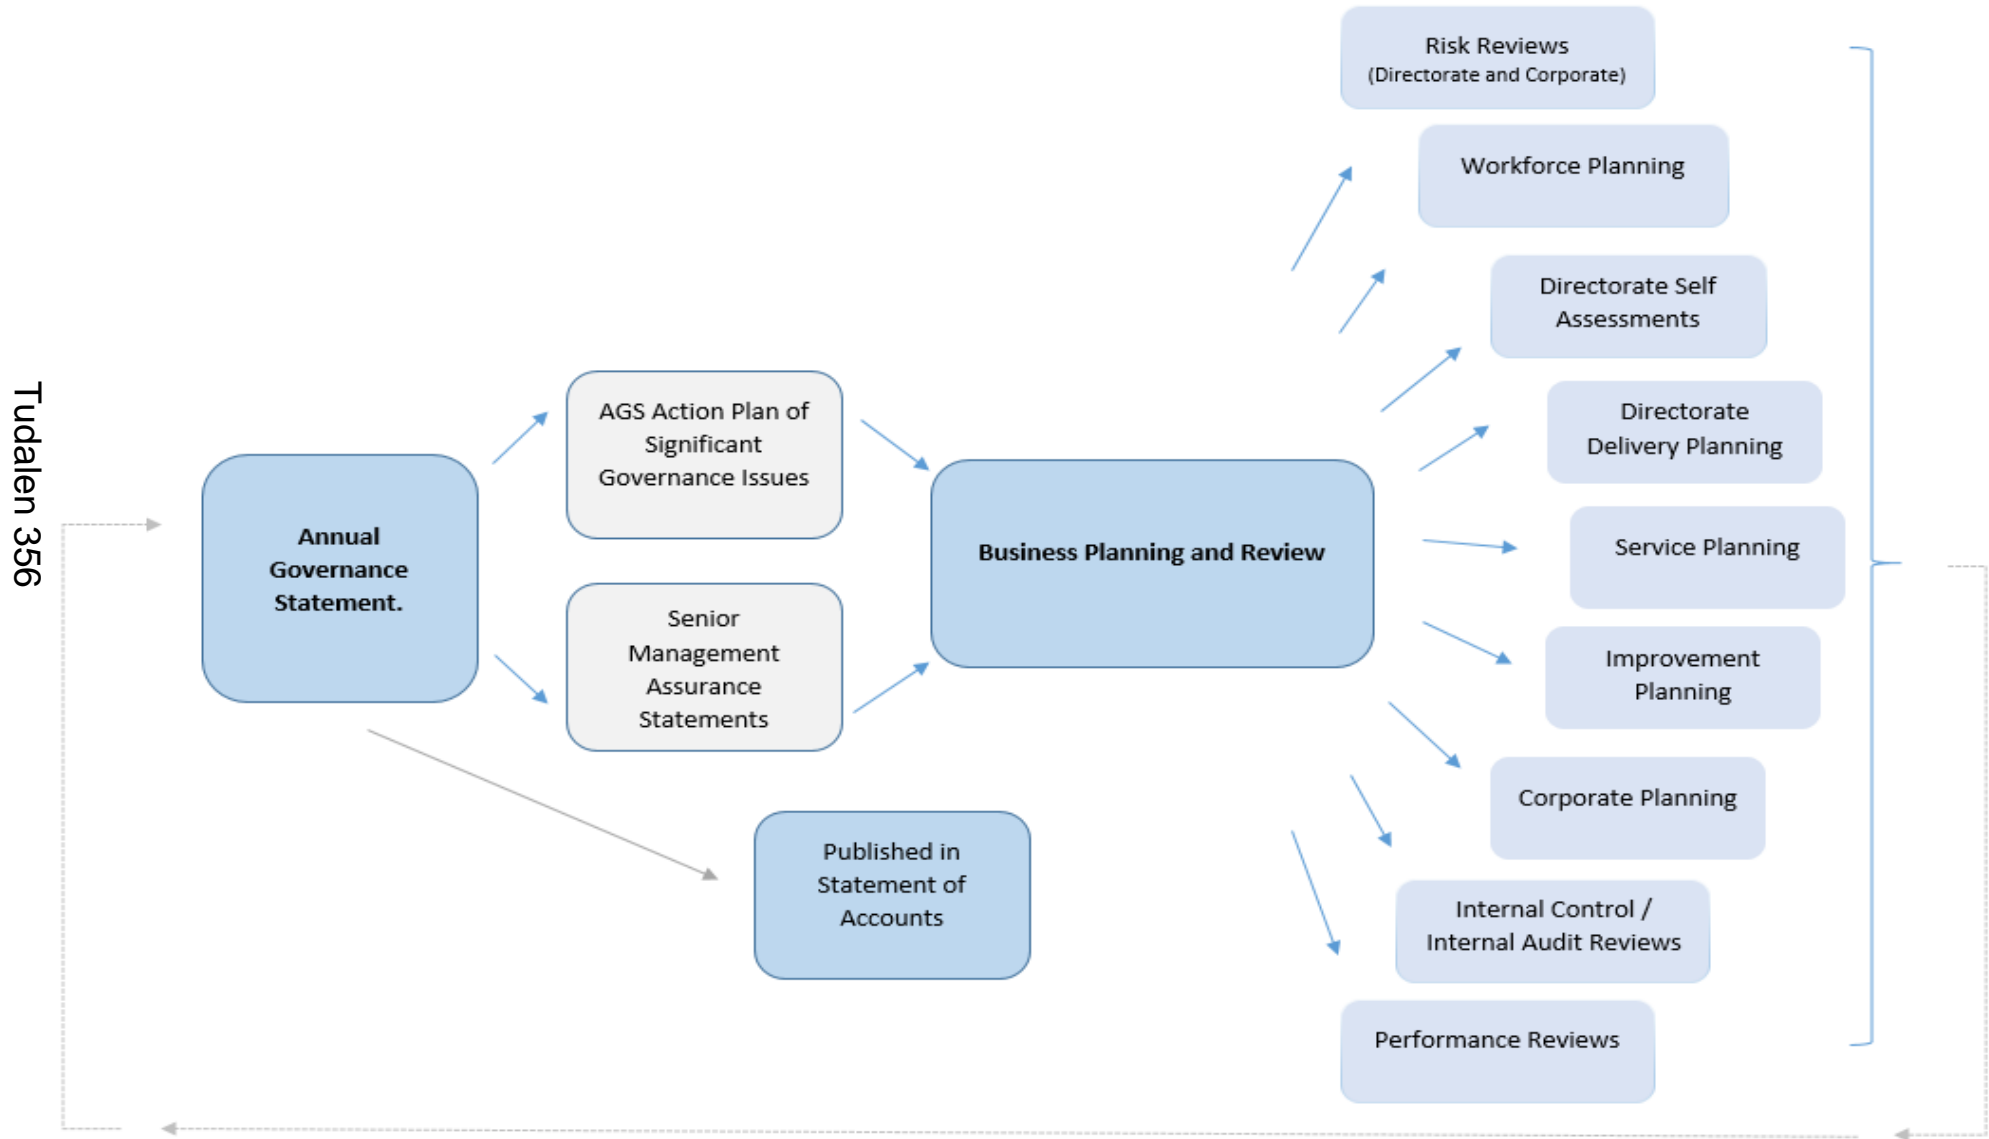 Tudalen 356
Annual
Governance
Statement.
AGS Action Plan of
Significant
Governance Issues
Senior
Management
Assurance
Statements
Published in
Statement of
Accounts
Business Planning and Review
Risk Reviews
(Directorate and Corporate)
Workforce Planning
Directorate Self
Assessments
Directorate
Delivery Planning
Service Planning
Improvement
Planning
Corporate Planning
Internal Control /
Internal Audit Reviews
Performance Reviews